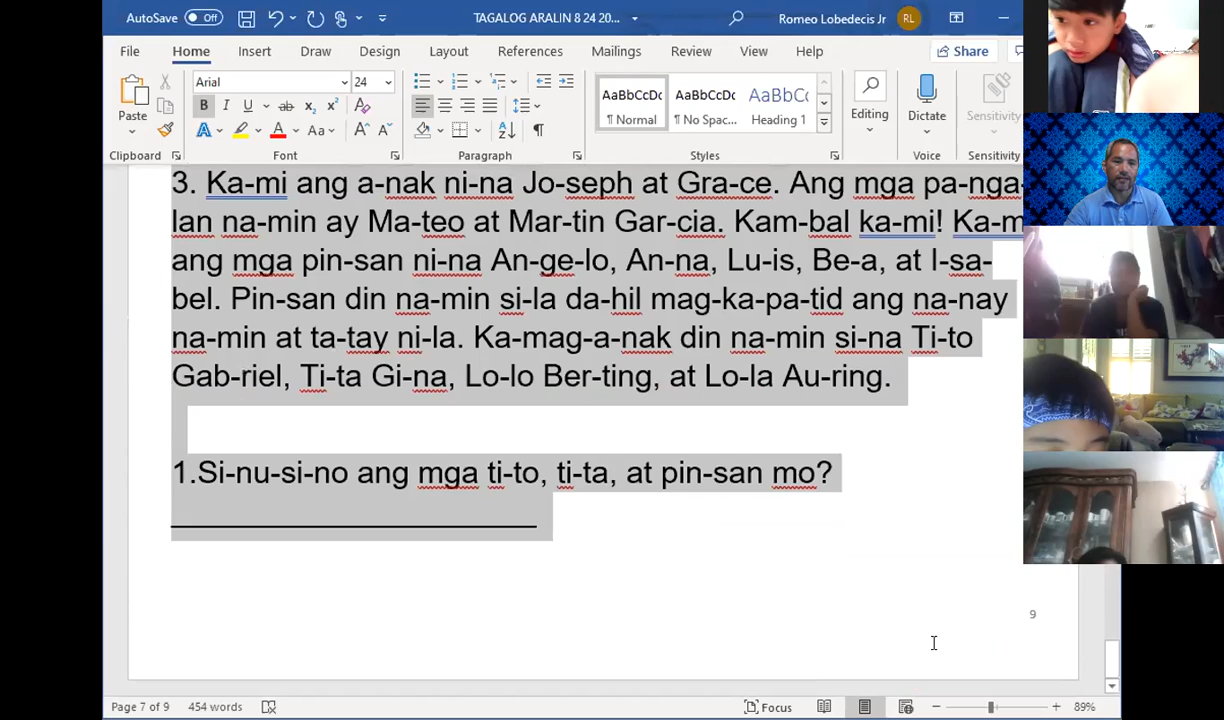 AutoSave Off TAGALOG ARALIN 8 24 20... Romeo Lobedecis Jr RL
File Home Insert Draw Design Layout References Mailings Review View Help Share
Paste Arial 24 AaBbCcDc AaBbCcDc AaBbCc Editing Dictate Sensitivity
¶ Normal ¶ No Spac... Heading 1
Clipboard Font Paragraph Styles Voice Sensitivity
3. Ka-mi ang a-nak ni-na Jo-seph at Gra-ce. Ang mga pa-nga-
lan na-min ay Ma-teo at Mar-tin Gar-cia. Kam-bal ka-mi! Ka-m
ang mga pin-san ni-na An-ge-lo, An-na, Lu-is, Be-a, at I-sa-
bel. Pin-san din na-min si-la da-hil mag-ka-pa-tid ang na-nay
na-min at ta-tay ni-la. Ka-mag-a-nak din na-min si-na Ti-to
Gab-riel, Ti-ta Gi-na, Lo-lo Ber-ting, at Lo-la Au-ring.
1.Si-nu-si-no ang mga ti-to, ti-ta, at pin-san mo?
9
Page 7 of 9 454 words Focus 89%